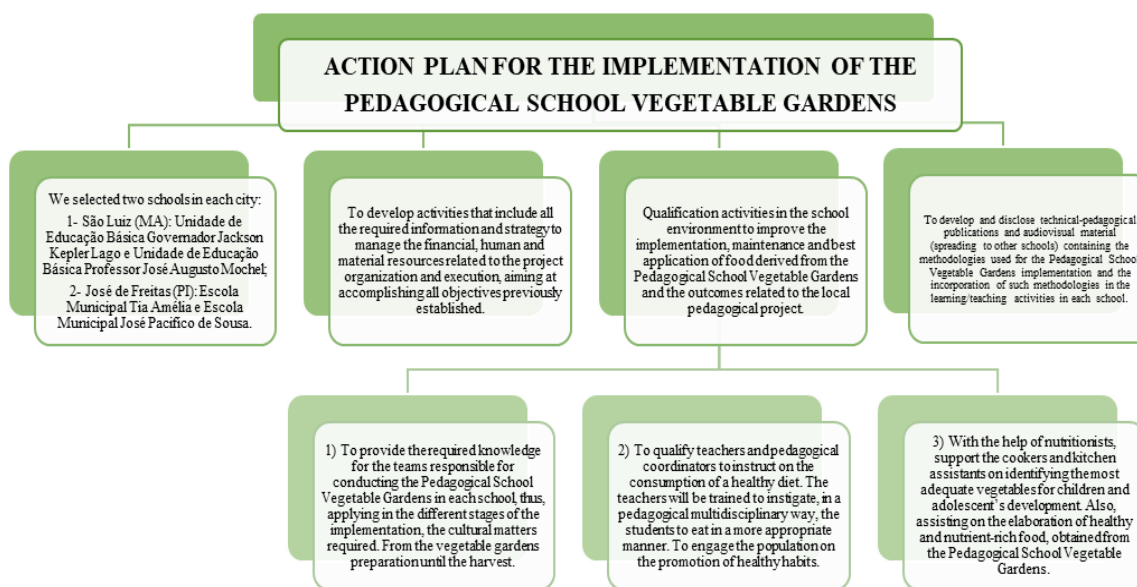 ACTION PLAN FOR THE IMPLEMENTATION OF THE
PEDAGOGICAL SCHOOL VEGETABLE GARDENS
We selected two schools in each city:
1- São Luiz (MA): Unidade de
Educação Básica Governador Jackson
Kepler Lago e Unidade de Educação
Básica Professor José Augusto Mochel;
2- José de Freitas (PI): Escola
Municipal Tia Amélia e Escola
Municipal José Pacífico de Sousa.
To develop activities that include all
the required information and strategy to
manage the financial, human and
material resources related to the project
organization and execution, aiming at
accomplishing all objectives previously
established.
Qualification activities in the school
environment to improve the
implementation, maintenance and best
application of food derived from the
Pedagogical School Vegetable Gardens
and the outcomes related to the local
pedagogical project.
To develop and disclose technical-pedagogical
publications and audiovisual material
(spreading to other schools) containing the
methodologies used for the Pedagogical School
Vegetable Gardens implementation and the
incorporation of such methodologies in the
learning/teaching activities in each school.
1) To provide the required knowledge
for the teams responsible for
conducting the Pedagogical School
Vegetable Gardens in each school, thus,
applying in the different stages of the
implementation, the cultural matters
required. From the vegetable gardens
preparation until the harvest.
2) To qualify teachers and pedagogical
coordinators to instruct on the
consumption of a healthy diet. The
teachers will be trained to instigate, in a
pedagogical multidisciplinary way, the
students to eat in a more appropriate
manner. To engage the population on
the promotion of healthy habits.
3) With the help of nutritionists,
support the cookers and kitchen
assistants on identifying the most
adequate vegetables for children and
adolescent's development. Also,
assisting on the elaboration of healthy
and nutrient-rich food, obtained from
the Pedagogical School Vegetable
Gardens.